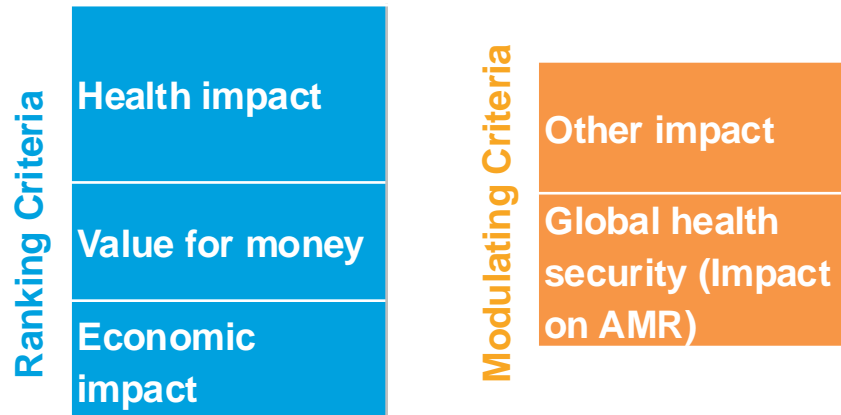 Ranking Criteria
Health impact
Value for money
Economic
impact
Modulating Criteria
Other impact
Global health
security (Impact
on AMR)